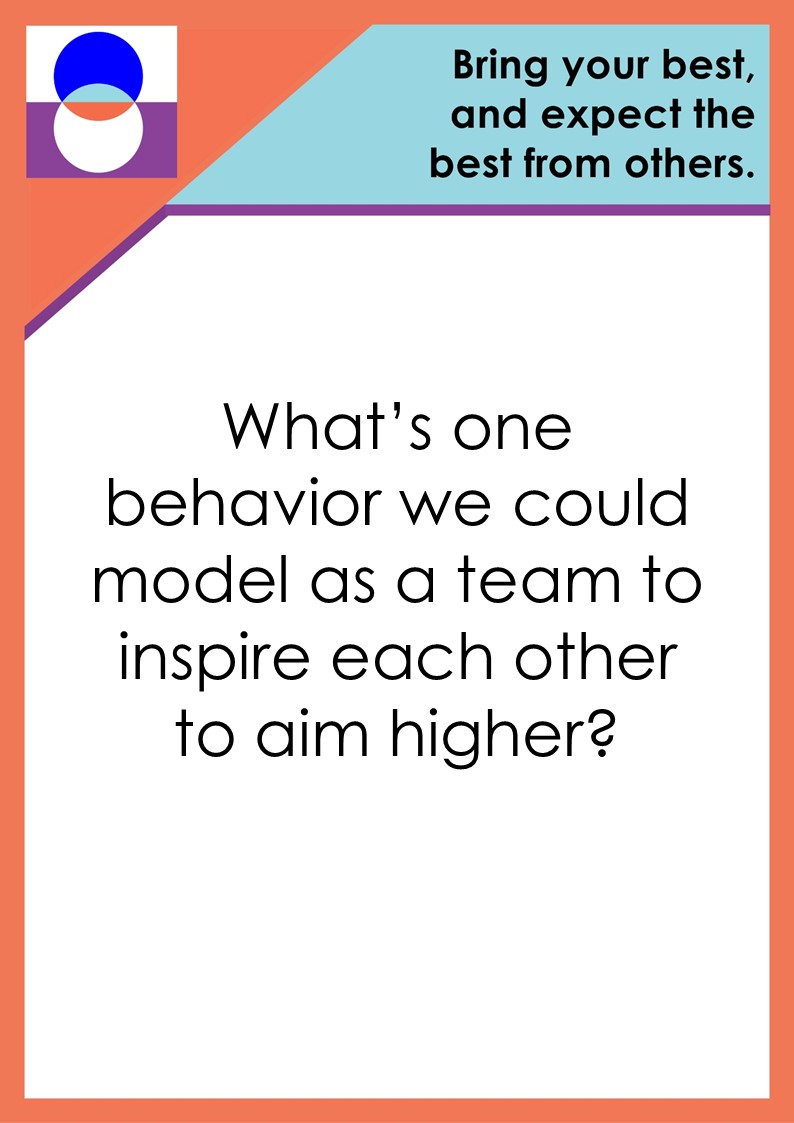 Bring your best,
and expect the
best from others.
What’s one
behavior we could
model as a team to
inspire each other
to aim higher?